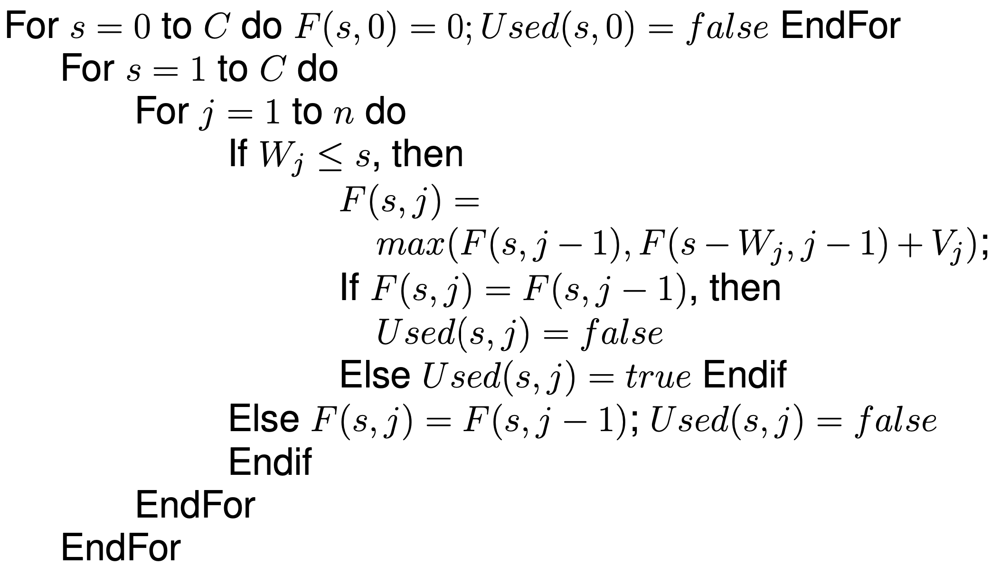 For s = 0 to C do F(s, 0) = 0; Used(s, 0) = false EndFor
For s = 1 to C do
For j = 1 to n do
If W_j ≤ s, then
F(s, j) =
max(F(s, j − 1), F(s − W_j, j − 1) + V_j);
If F(s, j) = F(s, j − 1), then
Used(s, j) = false
Else Used(s, j) = true Endif
Else F(s, j) = F(s, j − 1); Used(s, j) = false
Endif
EndFor
EndFor